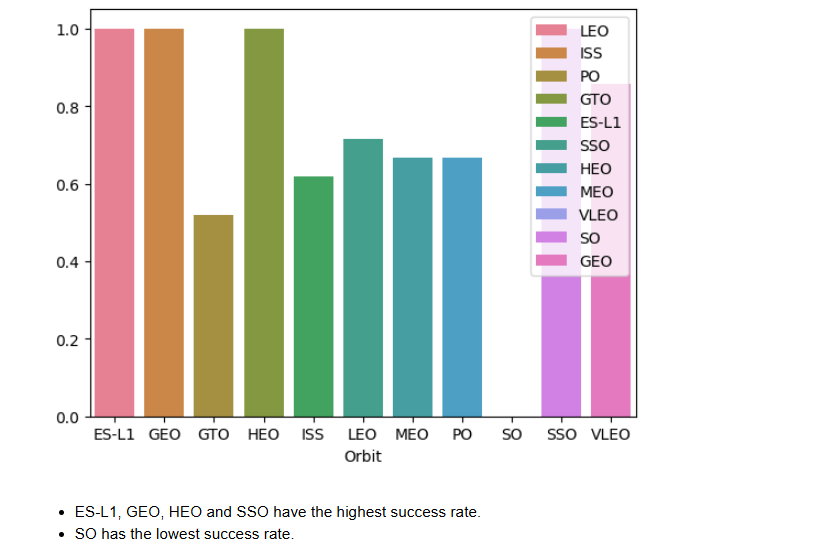 1.0
0.8
0.6
0.4
0.2
0.0
LEO
ISS
PO
GTO
ES-L1
SSO
HEO
MEO
VLEO
SO
GEO
ES-L1 GEO GTO HEO ISS LEO MEO PO SO SSO VLEO
Orbit
• ES-L1, GEO, HEO and SSO have the highest success rate.
• SO has the lowest success rate.